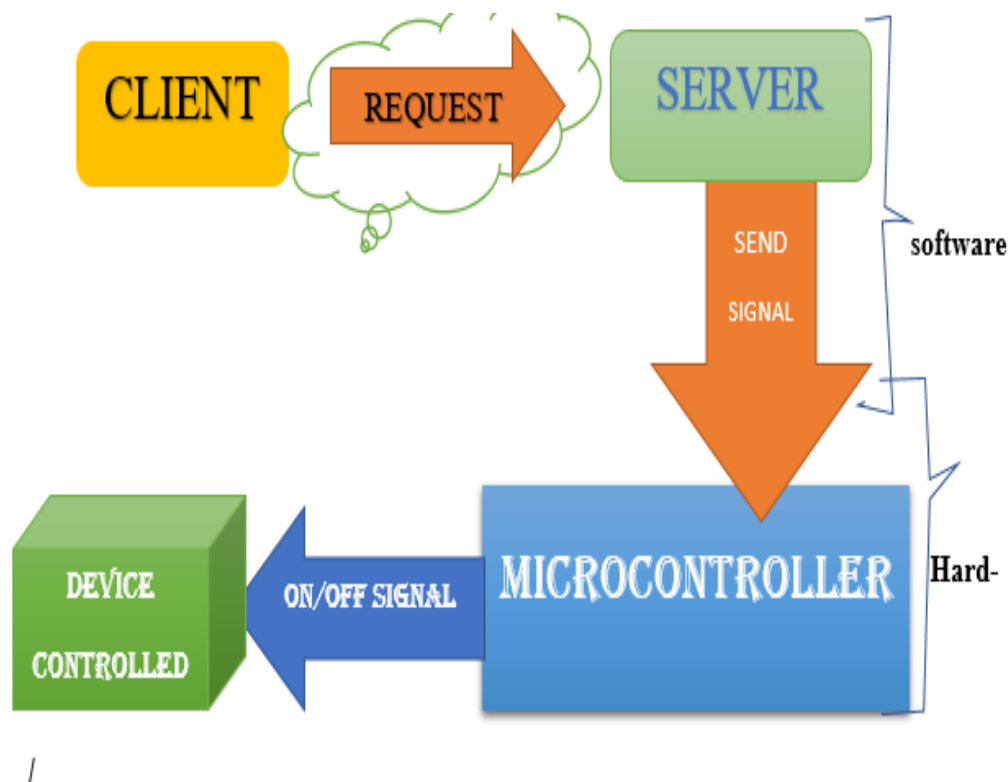 CLIENT
REQUEST
SERVER
SEND
SIGNAL
software
MICROCONTROLLER
Hard-
ON/OFF SIGNAL
DEVICE
CONTROLLED
/